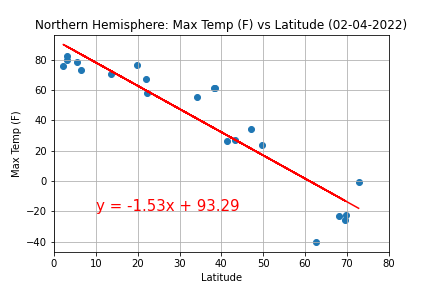 Northern Hemisphere: Max Temp (F) vs Latitude (02-04-2022)
Max Temp (F)
80
60
40
20
0
−20
−40
y = -1.53x + 93.29
0 10 20 30 40 50 60 70 80
Latitude